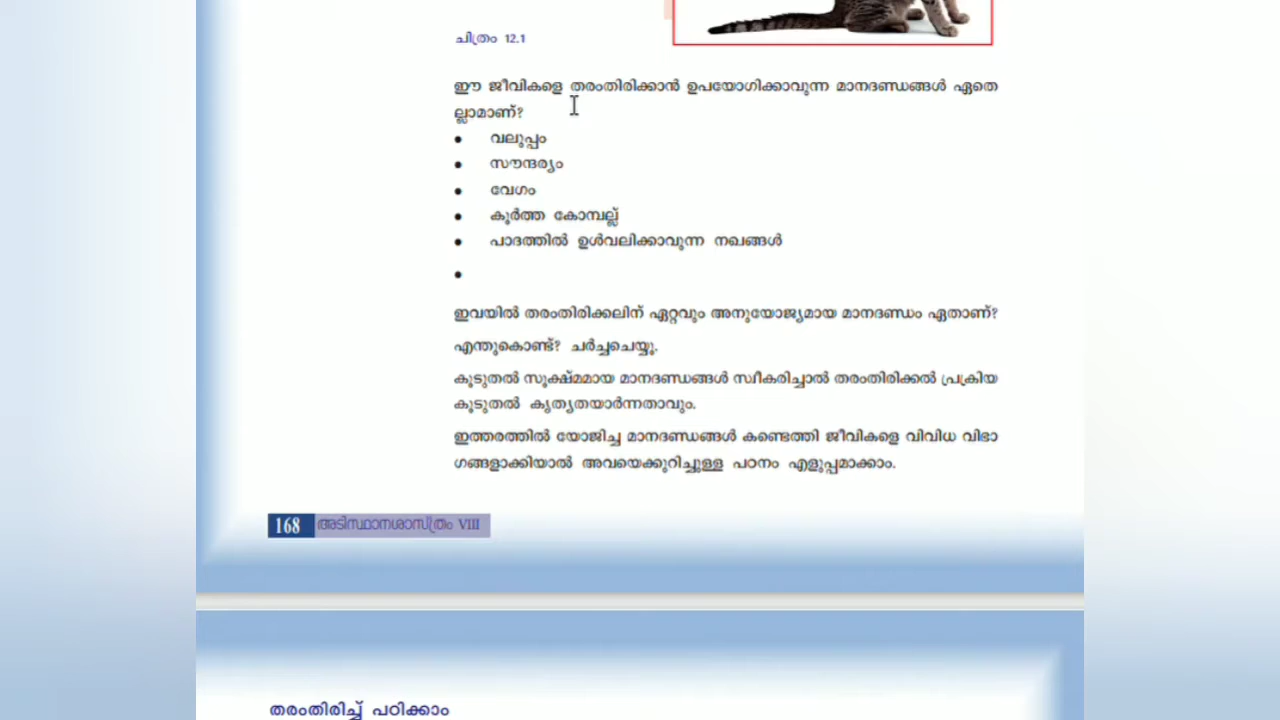 ചിത്രം 12.1
ഈ ജീവികളെ തരംതിരിക്കാൻ ഉപയോഗിക്കാവുന്ന മാനദണ്ഡങ്ങൾ ഏതെ
ല്ലാമാണ്?
• വലുപ്പം
• സൗന്ദര്യം
• വേഗം
• കൂർത്ത കോമ്പല്ല്
• പാദത്തിൽ ഉൾവലിക്കാവുന്ന നഖങ്ങൾ
•
ഇവയിൽ തരംതിരിക്കലിന് ഏറ്റവും അനുയോജ്യമായ മാനദണ്ഡം ഏതാണ്?
എന്തുകൊണ്ട്? ചർച്ചചെയ്യൂ.
കൂടുതൽ സൂക്ഷ്മമായ മാനദണ്ഡങ്ങൾ സ്വീകരിച്ചാൽ തരംതിരിക്കൽ പ്രക്രിയ
കൂടുതൽ കൃത്യതയാർന്നതാവും.
ഇത്തരത്തിൽ യോജിച്ച മാനദണ്ഡങ്ങൾ കണ്ടെത്തി ജീവികളെ വിവിധ വിഭാ
ഗങ്ങളാക്കിയാൽ അവയെക്കുറിച്ചുള്ള പഠനം എളുപ്പമാക്കാം.
168 അടിസ്ഥാനശാസ്ത്രം VIII
തരംതിരിച്ച് പഠിക്കാം